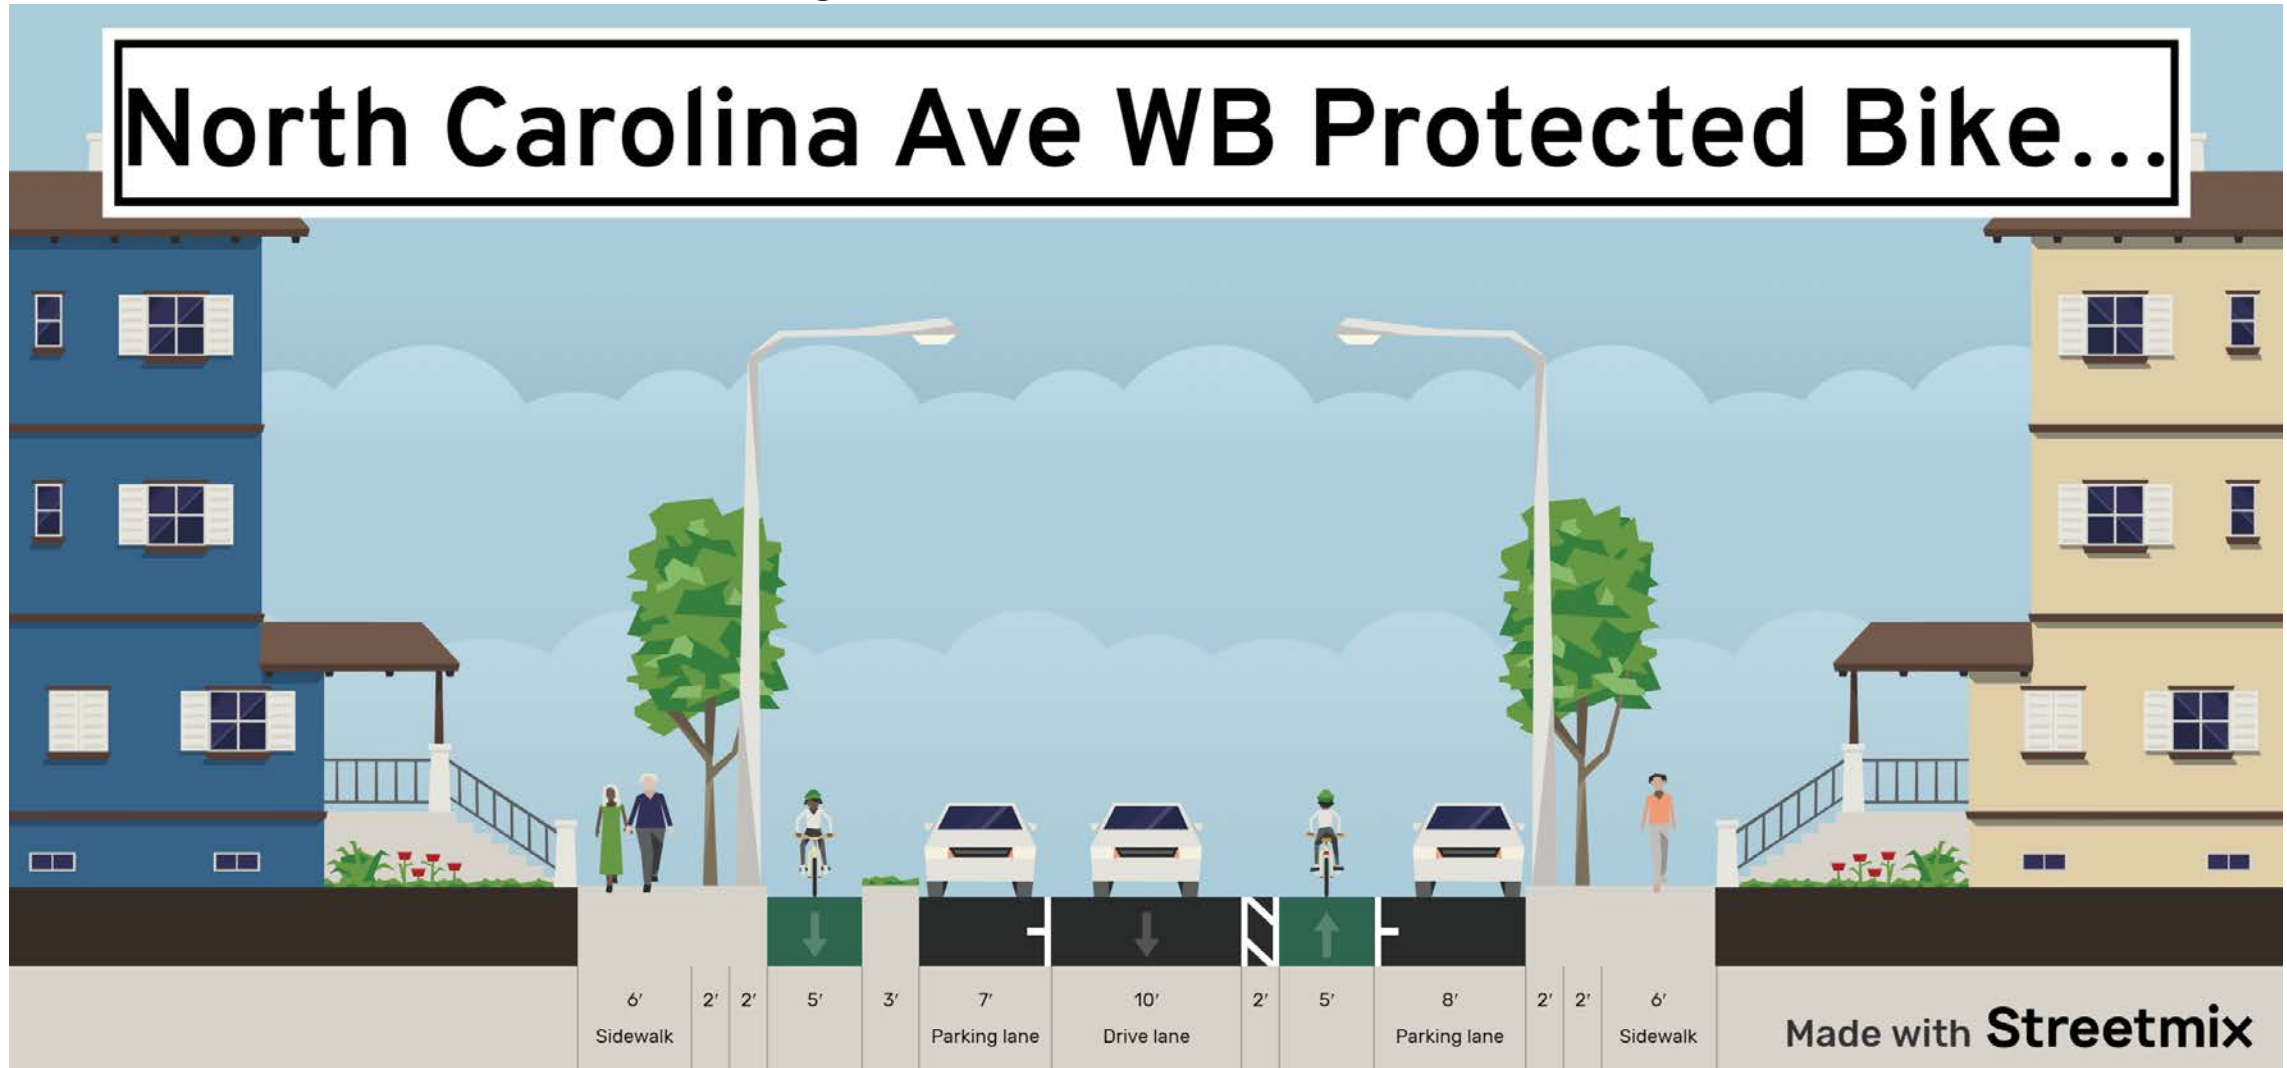 North Carolina Ave WB Protected Bike...
6' 2' 2' 5' 3' 7' 10' 2' 5' 8' 2' 2' 6'
Sidewalk Parking lane Drive lane Parking lane Sidewalk
Made with Streetmix